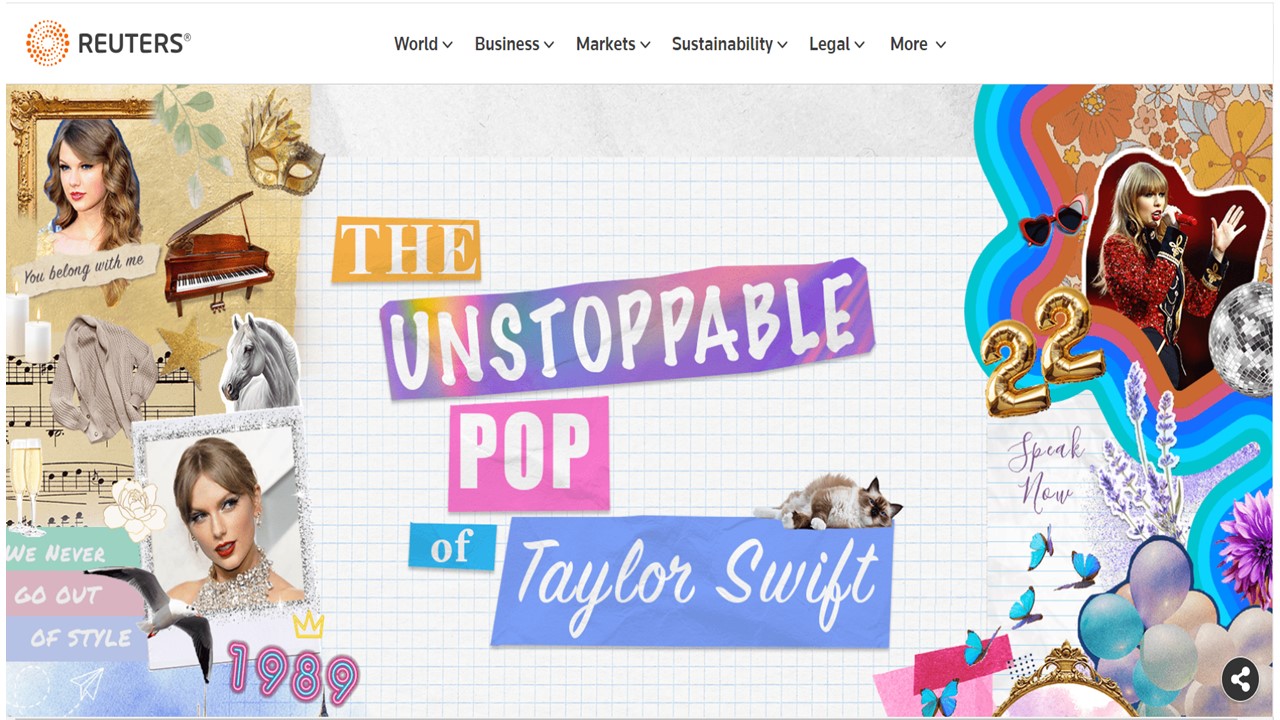 REUTERS®
World Business Markets Sustainability Legal More
THE
UNSTOPPABLE
POP
of
Taylor Swift
You belong with me
WE NEVER
GO OUT
OF STYLE
1989
22
Speak
Now